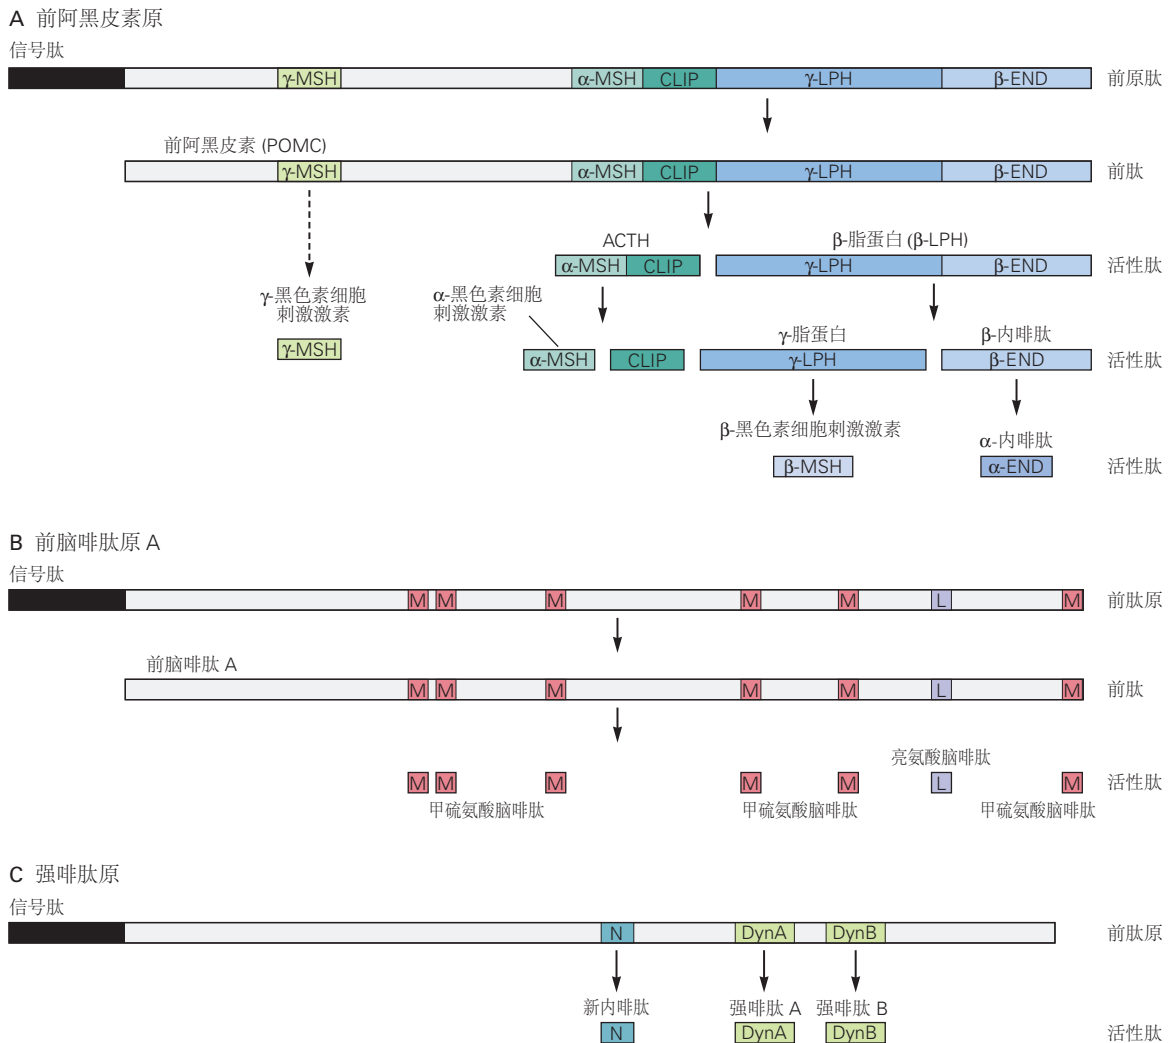 A 前阿黑皮素原
信号肽
γ-MSH α-MSH CLIP γ-LPH β-END 前原肽
前阿黑皮素 (POMC)
γ-MSH α-MSH CLIP γ-LPH β-END 前肽
ACTH β-脂蛋白 (β-LPH)
α-MSH CLIP γ-LPH β-END 活性肽
γ-黑色素细胞
刺激激素
α-黑色素细胞
刺激激素
γ-脂蛋白 β-内啡肽
γ-MSH α-MSH CLIP γ-LPH β-END 活性肽
β-黑色素细胞刺激激素 α-内啡肽
β-MSH α-END 活性肽
B 前脑啡肽原 A
信号肽
M M M M M L M 前肽原
前脑啡肽 A
M M M M M L M 前肽
亮氨酸脑啡肽
M M M M M L M 活性肽
甲硫氨酸脑啡肽 甲硫氨酸脑啡肽 甲硫氨酸脑啡肽
C 强啡肽原
信号肽
N DynA DynB 前肽原
新内啡肽 强啡肽 A 强啡肽 B
N DynA DynB 活性肽